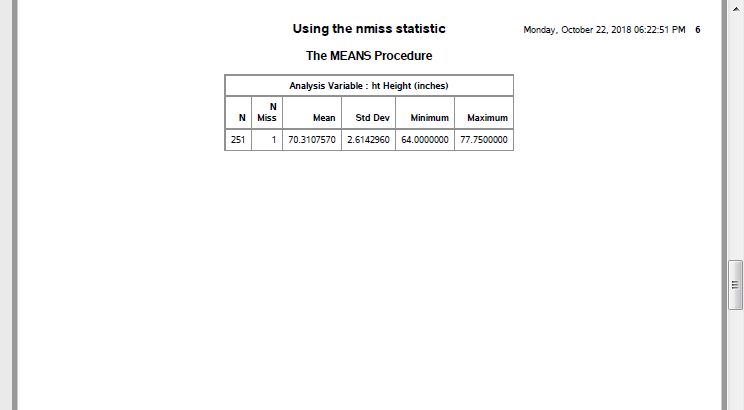 Using the nmiss statistic
Monday, October 22, 2018 06:22:51 PM 6
The MEANS Procedure
Analysis Variable : ht Height (inches)
N N Miss Mean Std Dev Minimum Maximum
251 1 70.3107570 2.6142960 64.0000000 77.7500000